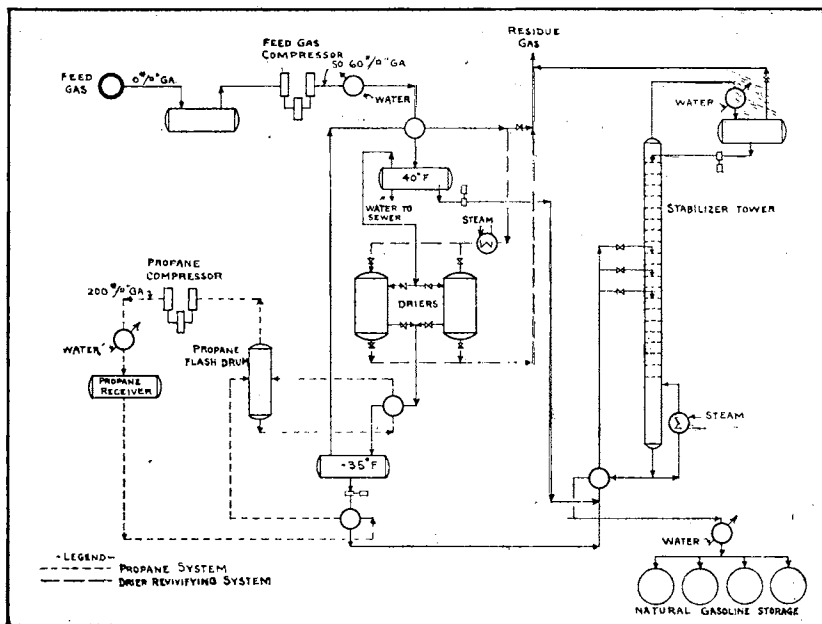 FEED GAS
COMPRESSOR
RESIDUE
GAS
FEED
GAS
0#/□"GA.
50 60#/□"GA
WATER
WATER
40°F
WATER TO
SEWER
STEAM
STABILIZER TOWER
PROPANE
COMPRESSOR
200#/□"GA.
DRIERS
WATER
PROPANE
FLASH DRUM
PROPANE
RECEIVER
STEAM
-35°F
WATER
-LEGEND-
PROPANE SYSTEM
DRIER REVIVIFYING SYSTEM
NATURAL GASOLINE STORAGE